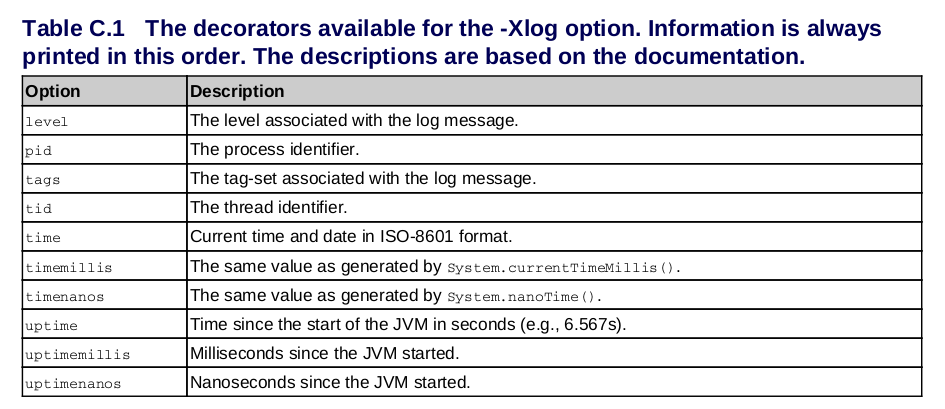 Table C.1 The decorators available for the -Xlog option. Information is always
printed in this order. The descriptions are based on the documentation.
Option Description
level The level associated with the log message.
pid The process identifier.
tags The tag-set associated with the log message.
tid The thread identifier.
time Current time and date in ISO-8601 format.
timemillis The same value as generated by System.currentTimeMillis().
timenanos The same value as generated by System.nanoTime().
uptime Time since the start of the JVM in seconds (e.g., 6.567s).
uptimemillis Milliseconds since the JVM started.
uptimenanos Nanoseconds since the JVM started.